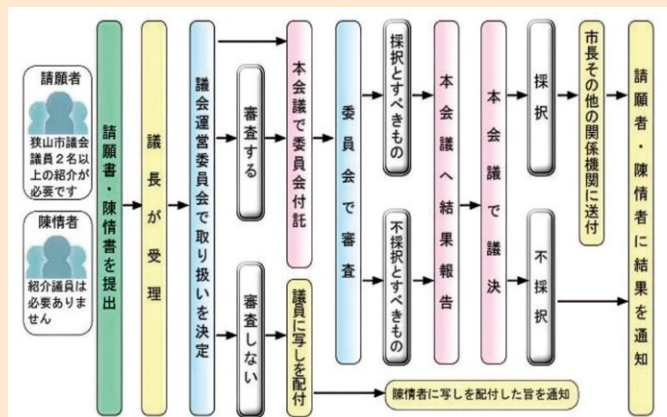 請願者
狭山市議会
議員２名以
上の紹介が
必要です
陳情者
紹介議員は
必要ありま
せん
請願書・陳情書を提出
議長が受理
議会運営委員会で取り扱いを決定
審査する
審査しない
本会議で委員会付託
議員に写しを配付
委員会で審査
採択とすべきもの
不採択とすべきもの
本会議へ結果報告
本会議で議決
採択
不採択
市長その他の関係機関に送付
請願者・陳情者に結果を通知
陳情者に写しを配付した旨を通知